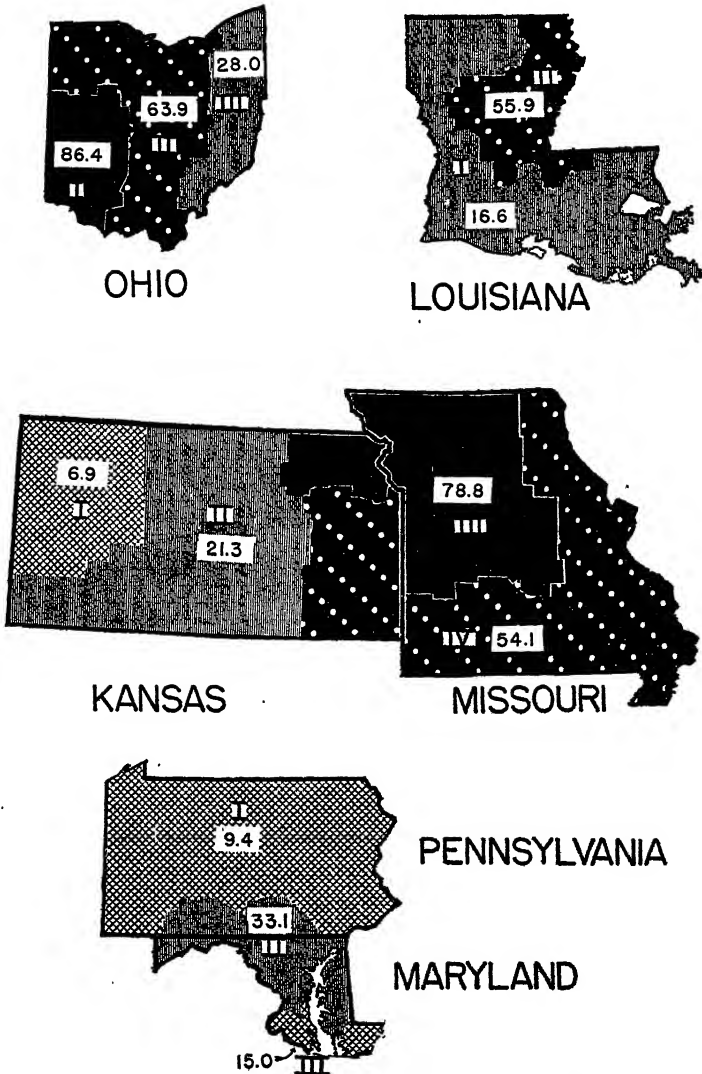 28.0
IIII
63.9
III
86.4
II
OHIO
III
55.9
II
16.6
LOUISIANA
6.9
I
III
21.3
78.8
IIII
IV 54.1
KANSAS
MISSOURI
I
9.4
PENNSYLVANIA
33.1
III
MARYLAND
15.0
III